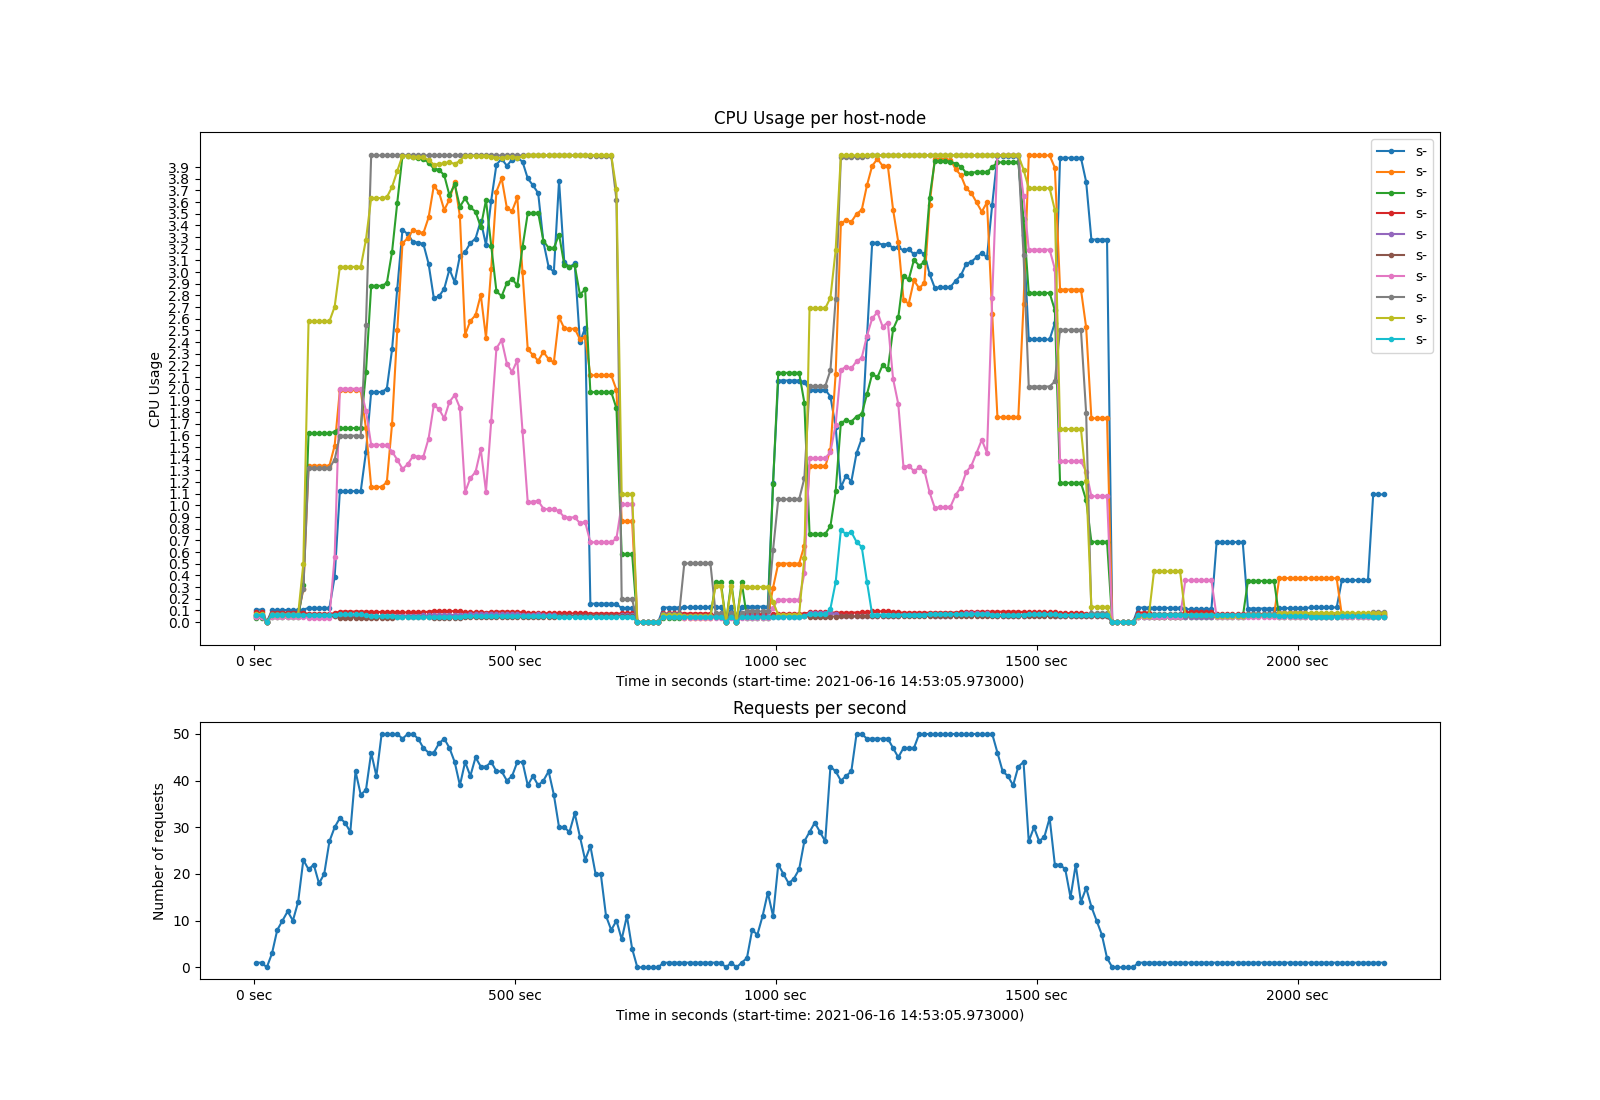 CPU Usage per host-node
CPU Usage
3.9
3.8
3.7
3.6
3.5
3.4
3.3
3.2
3.1
3.0
2.9
2.8
2.7
2.6
2.5
2.4
2.3
2.2
2.1
2.0
1.9
1.8
1.7
1.6
1.5
1.4
1.3
1.2
1.1
1.0
0.9
0.8
0.7
0.6
0.5
0.4
0.3
0.2
0.1
0.0
s-
s-
s-
s-
s-
s-
s-
s-
s-
s-
0 sec 500 sec 1000 sec 1500 sec 2000 sec
Time in seconds (start-time: 2021-06-16 14:53:05.973000)
Requests per second
Number of requests
50
40
30
20
10
0
0 sec 500 sec 1000 sec 1500 sec 2000 sec
Time in seconds (start-time: 2021-06-16 14:53:05.973000)